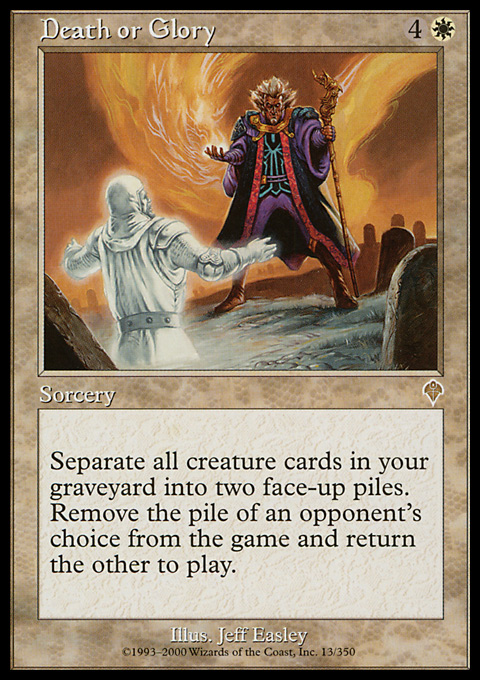 Death or Glory 4
Sorcery
Separate all creature cards in your
graveyard into two face-up piles.
Remove the pile of an opponent's
choice from the game and return
the other to play.
Illus. Jeff Easley
©1993–2000 Wizards of the Coast, Inc. 13/350